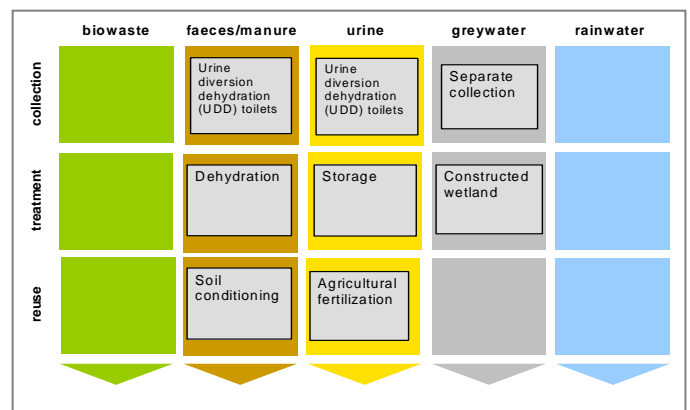 biowaste faeces/manure urine greywater rainwater
collection
Urine
diversion
dehydration
(UDD) toilets
Urine
diversion
dehydration
(UDD) toilets
Separate
collection
treatment
Dehydration
Storage
Constructed
wetland
reuse
Soil
conditioning
Agricultural
fertilization